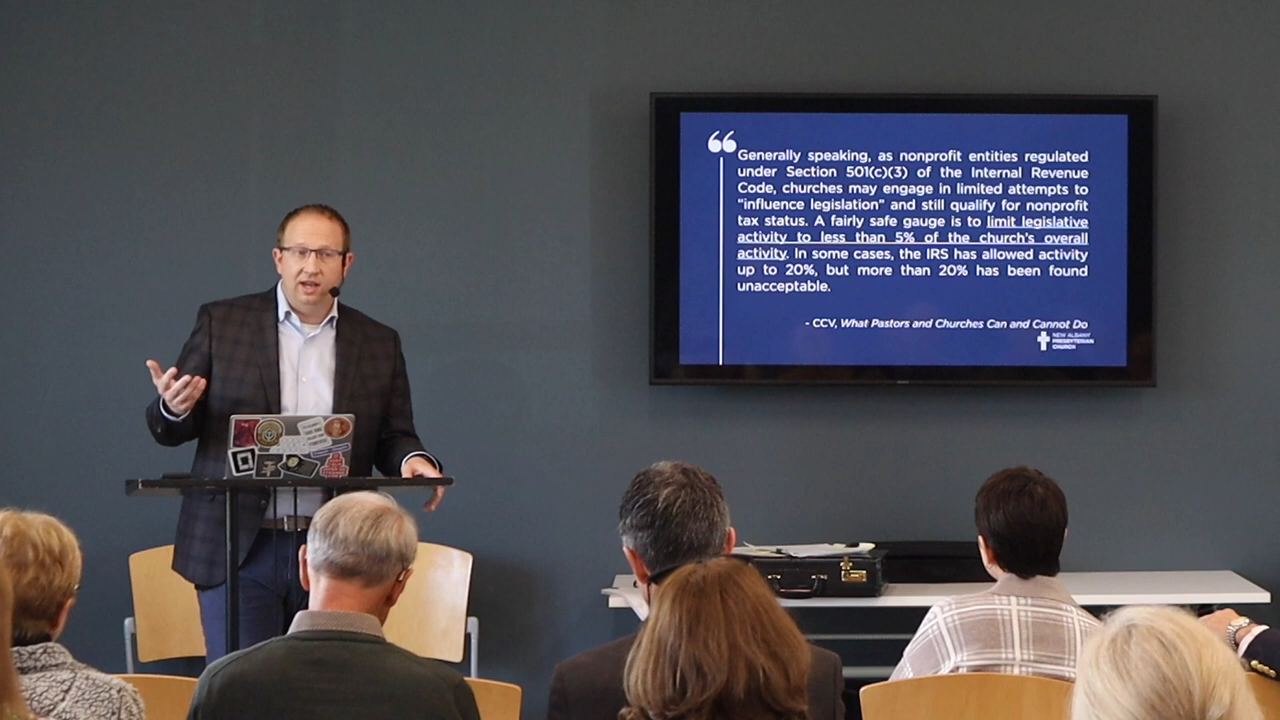 “
Generally speaking, as nonprofit entities regulated
under Section 501(c)(3) of the Internal Revenue
Code, churches may engage in limited attempts to
“influence legislation” and still qualify for nonprofit
tax status. A fairly safe gauge is to limit legislative
activity to less than 5% of the church’s overall
activity. In some cases, the IRS has allowed activity
up to 20%, but more than 20% has been found
unacceptable.
- CCV, What Pastors and Churches Can and Cannot Do
NEW ALBANY
PRESBYTERIAN
CHURCH